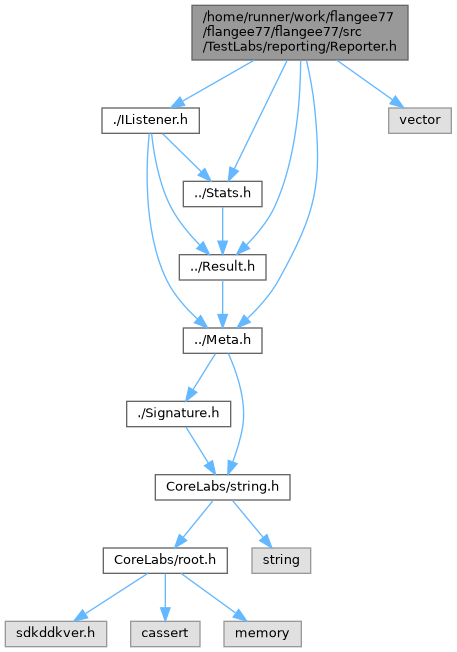 /home/runner/work/flangee77
/flangee77/flangee77/src
/TestLabs/reporting/Reporter.h
./IListener.h
vector
../Stats.h
../Result.h
../Meta.h
./Signature.h
CoreLabs/string.h
CoreLabs/root.h
string
sdkddkver.h
cassert
memory